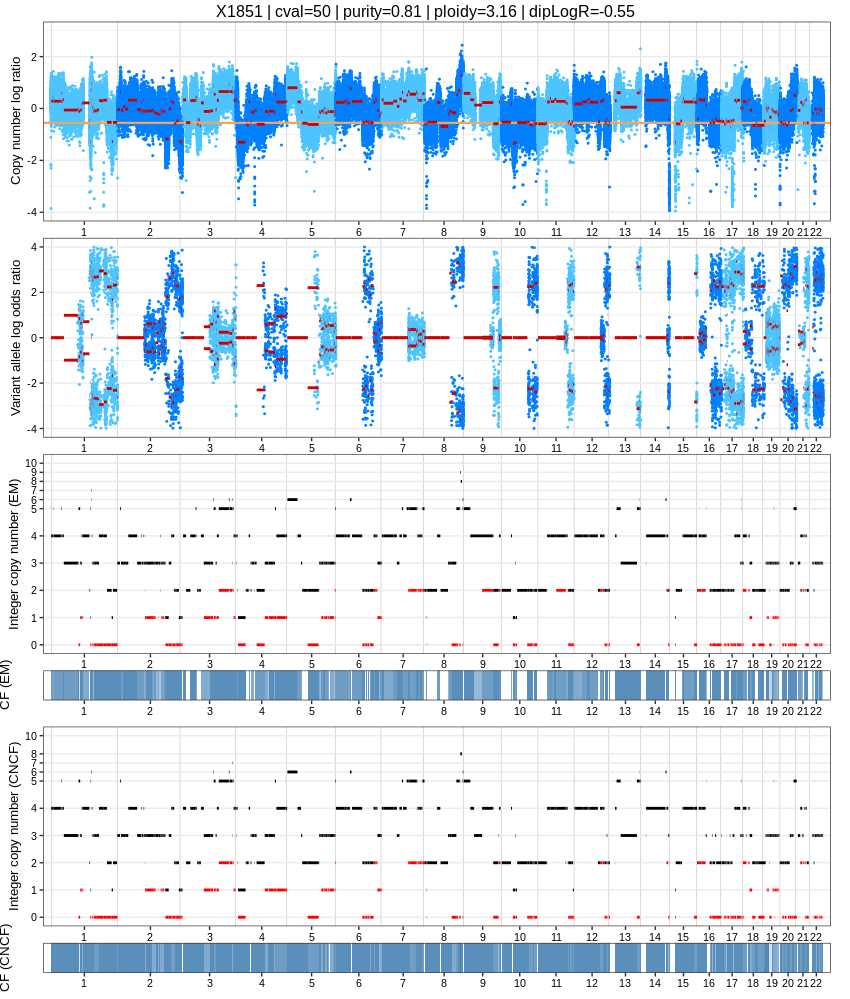 X1851 | cval=50 | purity=0.81 | ploidy=3.16 | dipLogR=-0.55
Copy number log ratio
2
0
-2
-4
1 2 3 4 5 6 7 8 9 10 11 12 13 14 15 16 17 18 19 20 21 22
Variant allele log odds ratio
4
2
0
-2
-4
1 2 3 4 5 6 7 8 9 10 11 12 13 14 15 16 17 18 19 20 21 22
Integer copy number (EM)
10
9
8
7
6
5
4
3
2
1
0
1 2 3 4 5 6 7 8 9 10 11 12 13 14 15 16 17 18 19 20 21 22
CF (EM)
1 2 3 4 5 6 7 8 9 10 11 12 13 14 15 16 17 18 19 20 21 22
Integer copy number (CNCF)
10
8
7
6
5
4
3
2
1
0
1 2 3 4 5 6 7 8 9 10 11 12 13 14 15 16 17 18 19 20 21 22
CF (CNCF)
1 2 3 4 5 6 7 8 9 10 11 12 13 14 15 16 17 18 19 20 21 22